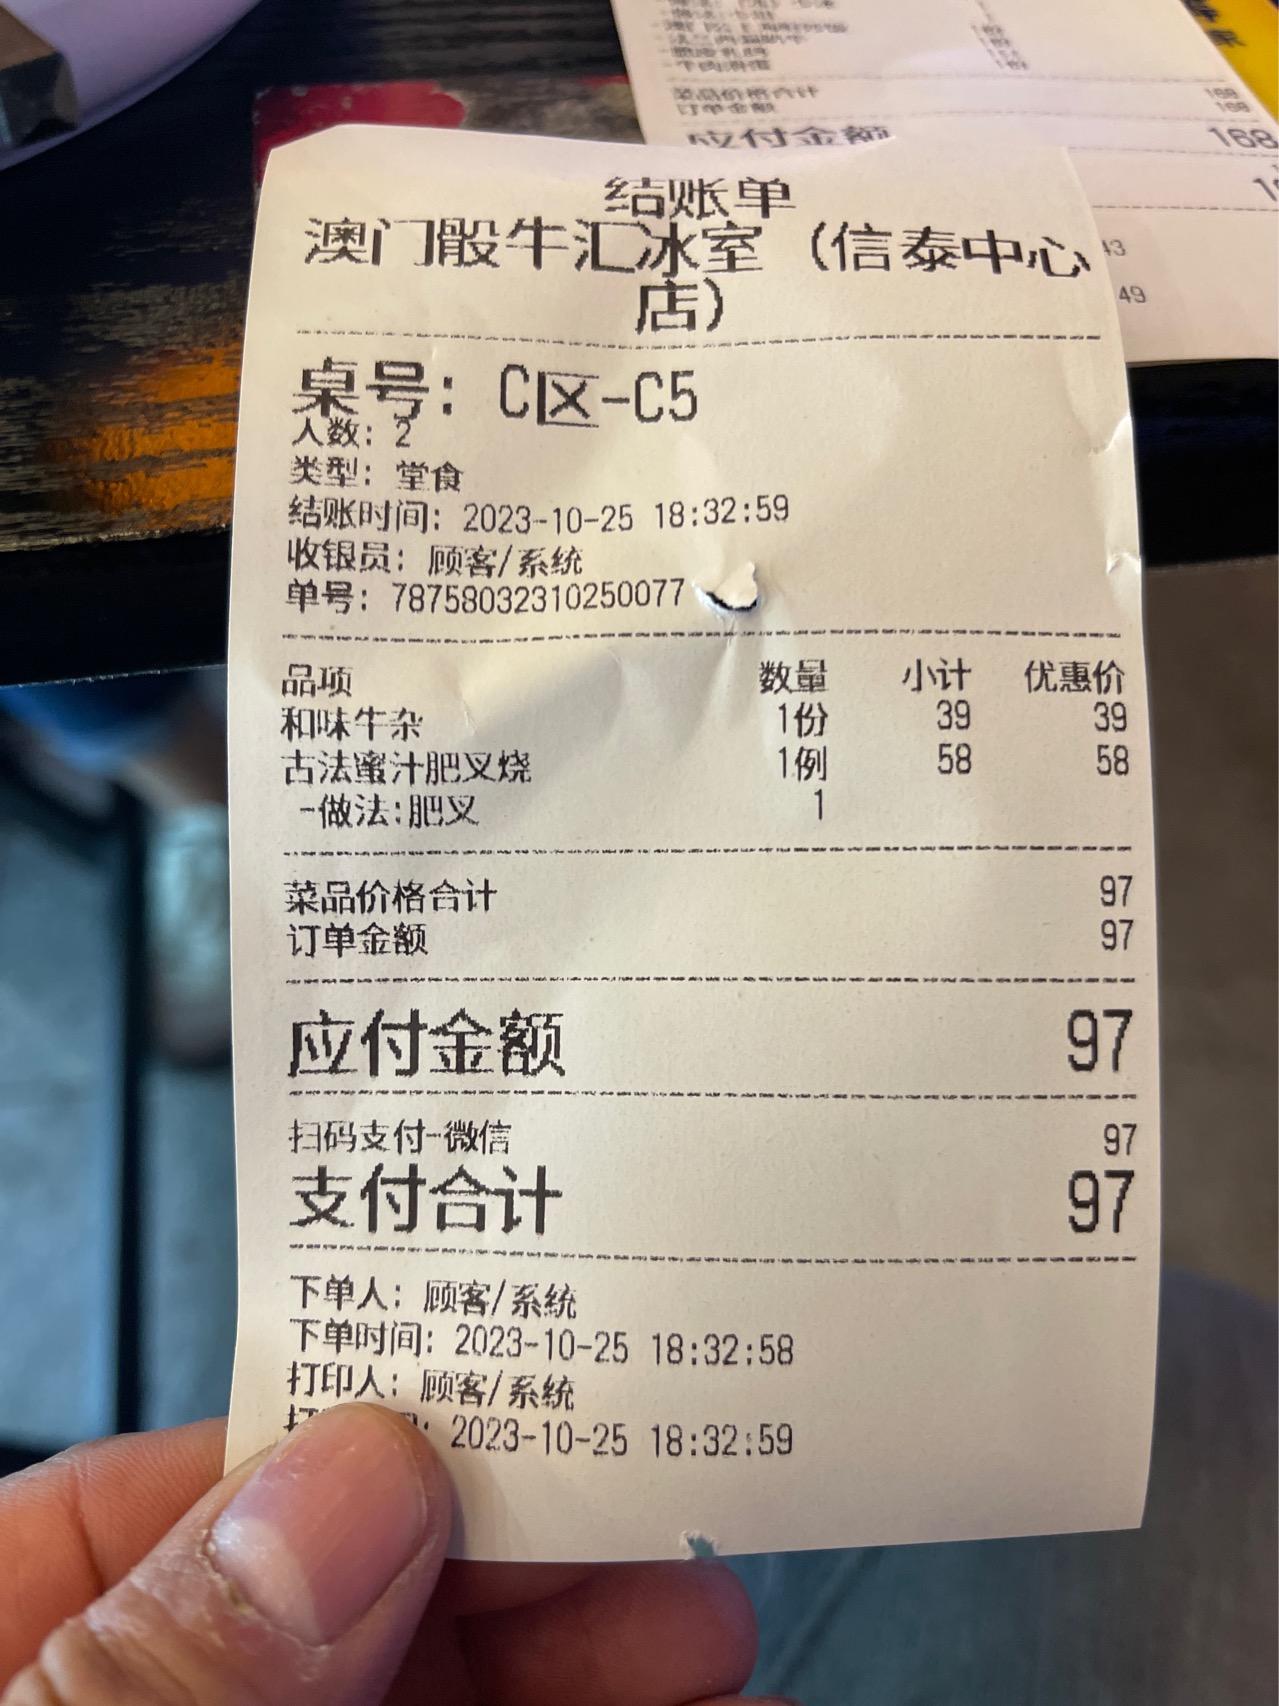 菜品价格合计 168
订单金额 168
应付金额 168
43
49
结账单
澳门骰牛汇冰室（信泰中心
店）
桌号：C区-C5
人数：2
类型：堂食
结账时间：2023-10-25 18:32:59
收银员：顾客/系统
单号：78758032310250077
品项 数量 小计 优惠价
和味牛杂 1份 39 39
古法蜜汁肥叉烧 1例 58 58
-做法:肥叉 1
菜品价格合计 97
订单金额 97
应付金额 97
扫码支付-微信 97
支付合计 97
下单人：顾客/系统
下单时间：2023-10-25 18:32:58
打印人：顾客/系统
2023-10-25 18:32:59